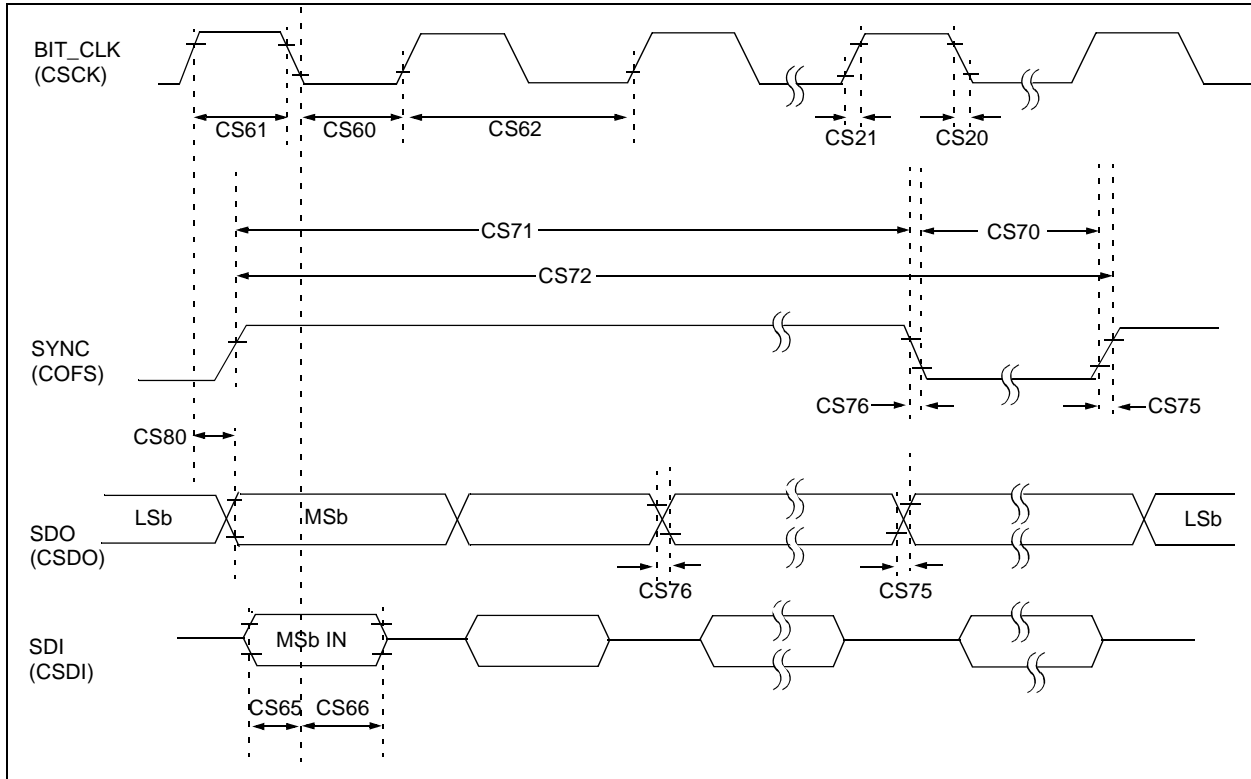 BIT_CLK
(CSCK)
CS61
CS60
CS62
CS21
CS20
CS71
CS70
CS72
SYNC
(COFS)
CS76
CS75
CS80
LSb
MSb
LSb
SDO
(CSDO)
CS76
CS75
MSb IN
SDI
(CSDI)
CS65
CS66